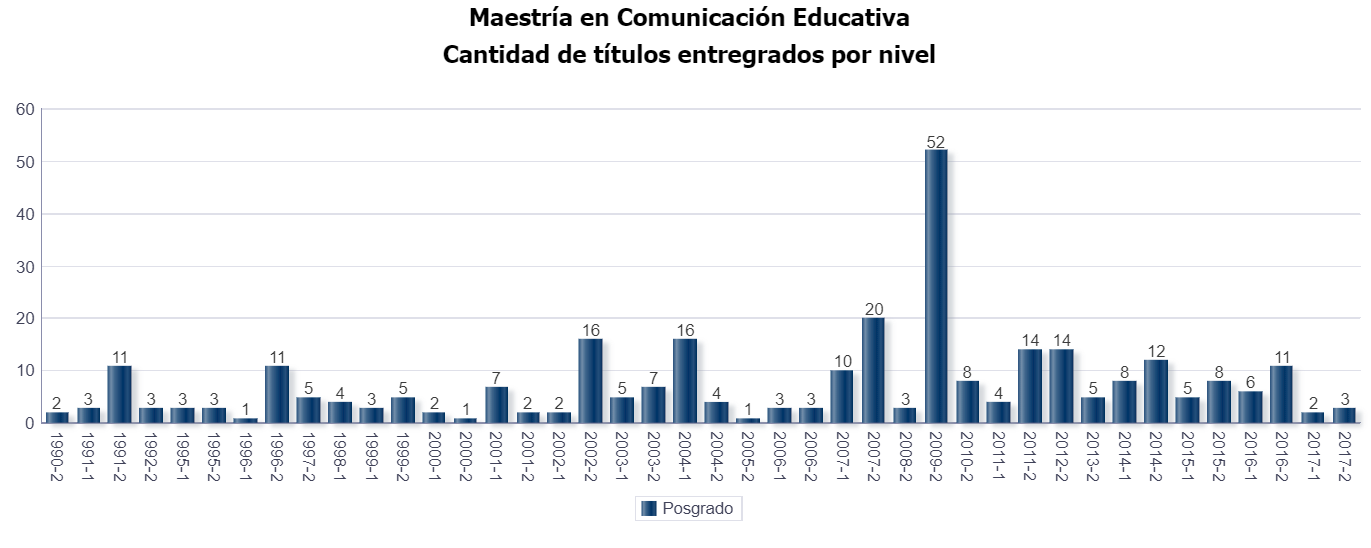 Maestría en Comunicación Educativa
Cantidad de títulos entregrados por nivel
60
50
40
30
20
10
0
2 3 11 3 3 3 1 11 5 4 3 5 2 1 7 2 2 16 5 7 16 4 1 3 3 10 20 3 52 8 4 14 14 5 8 12 5 8 6 11 2 3
1990-2 1991-1 1991-2 1992-2 1995-1 1995-2 1996-1 1996-2 1997-2 1998-1 1999-1 1999-2 2000-1 2000-2 2001-1 2001-2 2002-1 2002-2 2003-1 2003-2 2004-1 2004-2 2005-2 2006-1 2006-2 2007-1 2007-2 2008-2 2009-2 2010-2 2011-1 2011-2 2012-2 2013-2 2014-1 2014-2 2015-1 2015-2 2016-1 2016-2 2017-1 2017-2
Posgrado